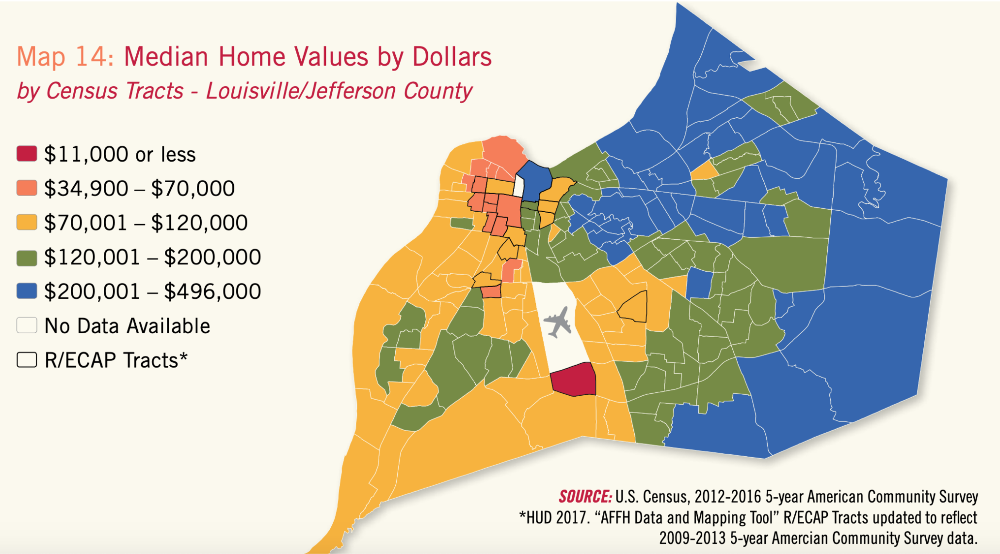 Map 14: Median Home Values by Dollars
by Census Tracts - Louisville/Jefferson County
$11,000 or less
$34,900 – $70,000
$70,001 – $120,000
$120,001 – $200,000
$200,001 – $496,000
No Data Available
R/ECAP Tracts*
SOURCE: U.S. Census, 2012-2016 5-year American Community Survey
*HUD 2017. “AFFH Data and Mapping Tool” R/ECAP Tracts updated to reflect
2009-2013 5-year Amercian Community Survey data.